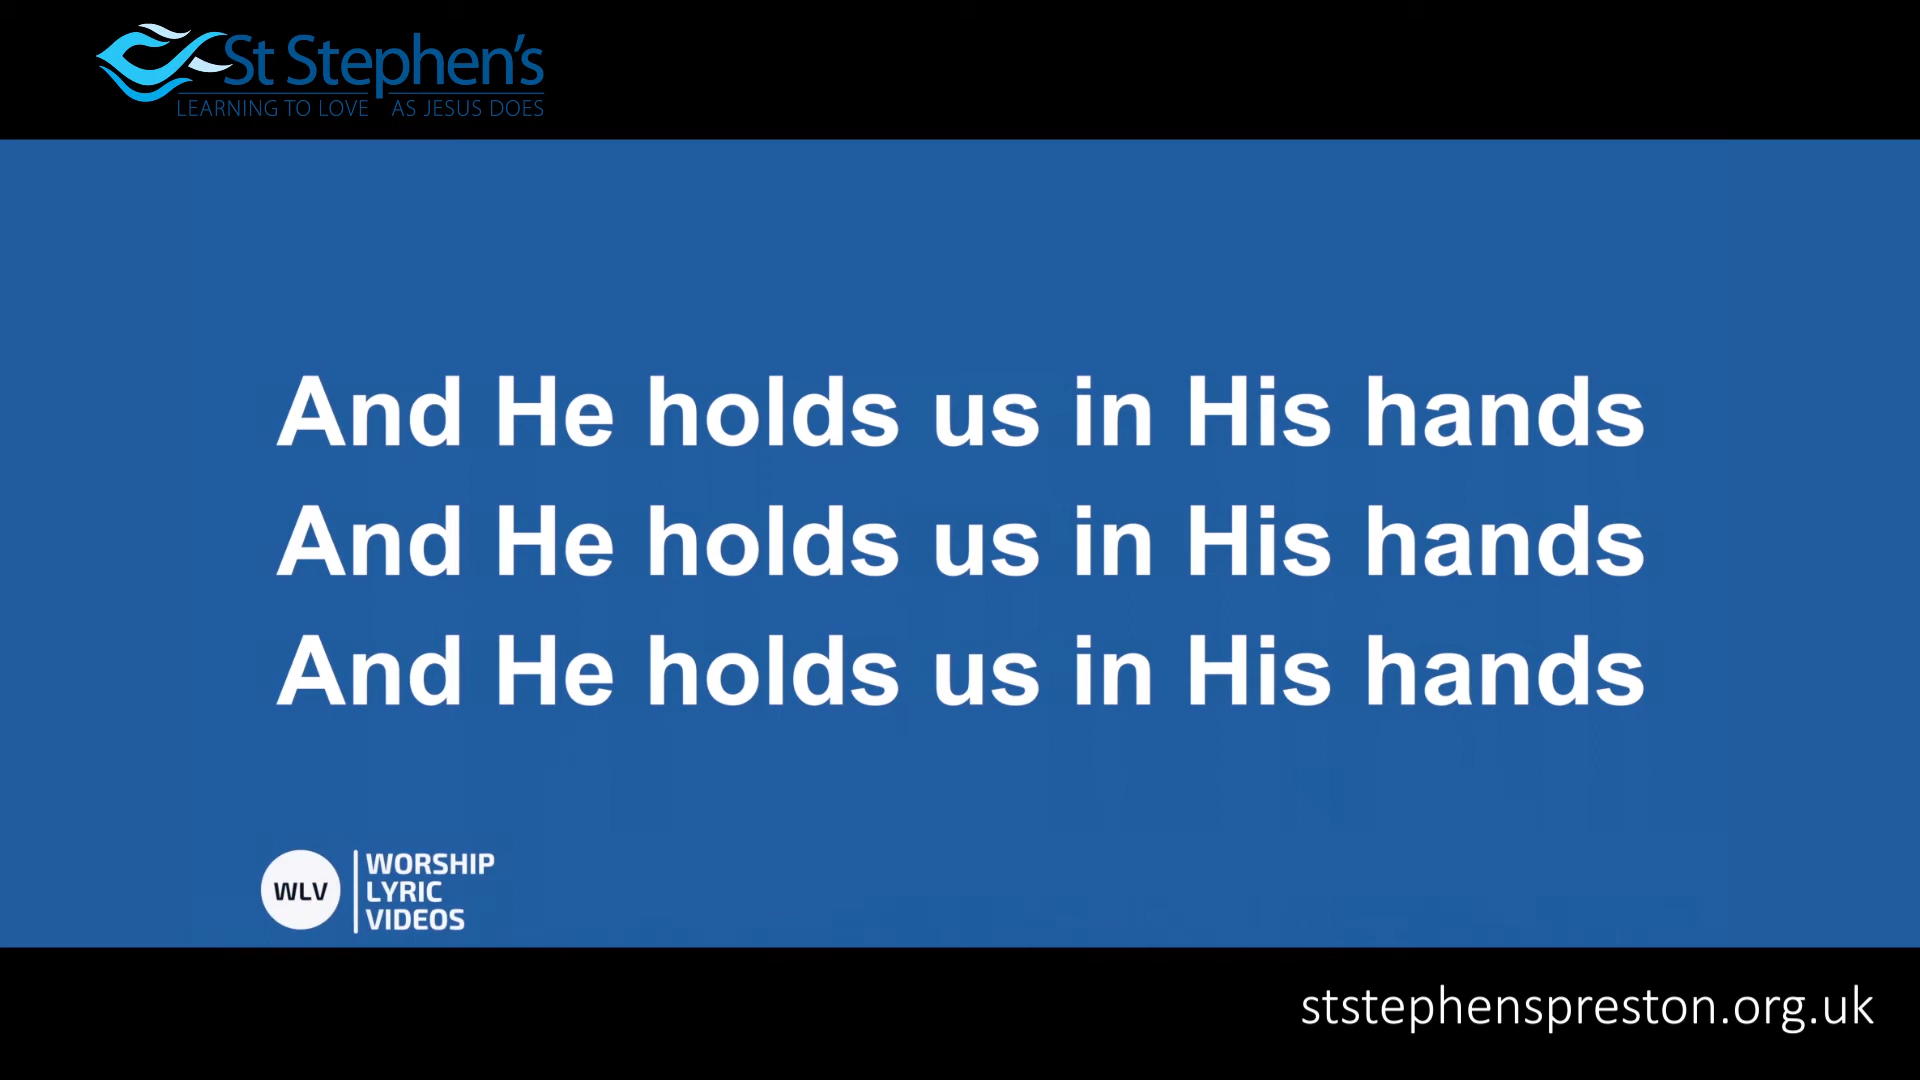 St Stephen's
LEARNING TO LOVE AS JESUS DOES
And He holds us in His hands
And He holds us in His hands
And He holds us in His hands
WLV
WORSHIP
LYRIC
VIDEOS
ststephenspreston.org.uk